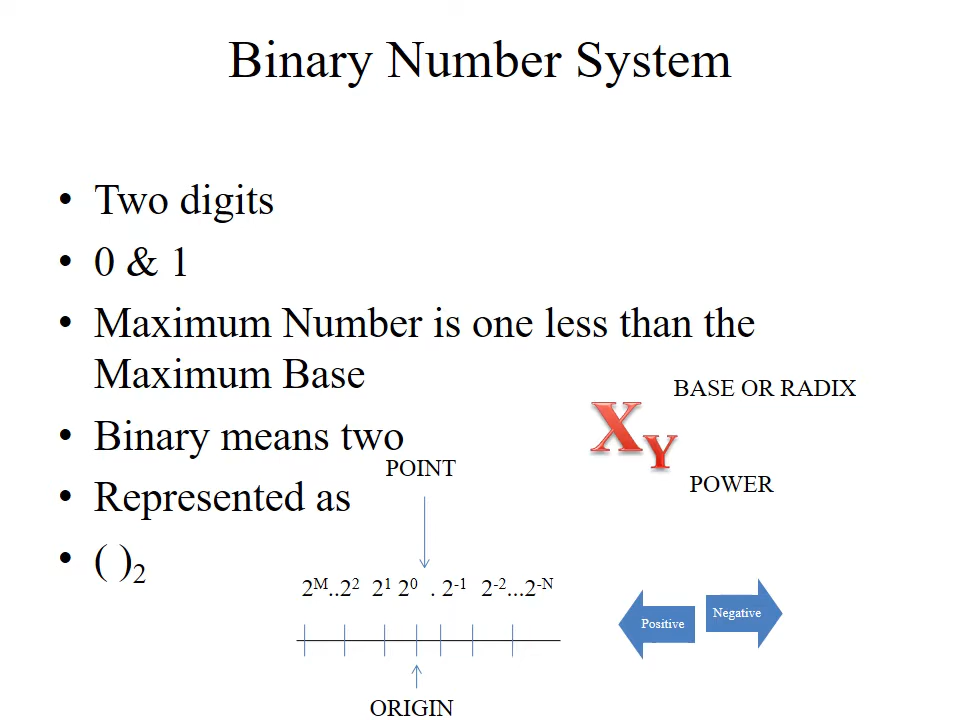 Binary Number System
• Two digits
• 0 & 1
• Maximum Number is one less than the
Maximum Base
• Binary means two
• Represented as
• ( )₂
BASE OR RADIX
X_Y
POWER
POINT
2ᴹ..2² 2¹ 2⁰ . 2⁻¹ 2⁻²...2⁻ᴺ
ORIGIN
Positive
Negative